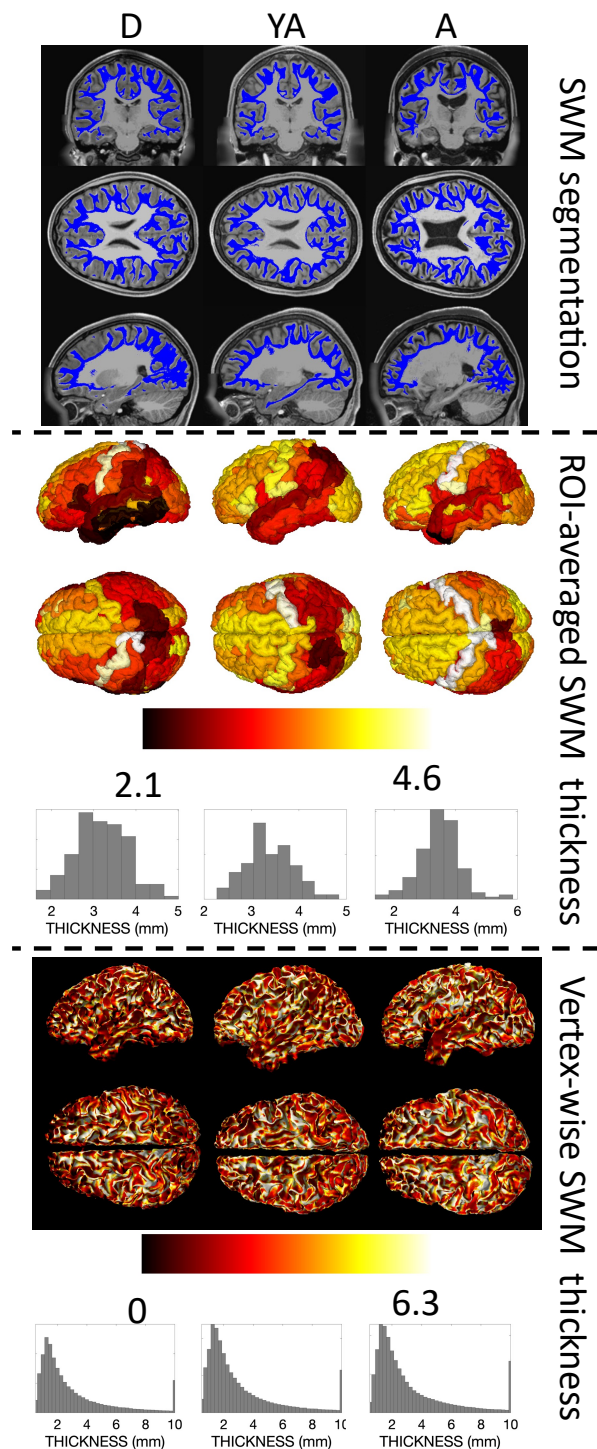 D YA A
SWM segmentation
ROI-averaged SWM thickness
2.1 4.6
2 3 4 5 2 3 4 5 2 4 6
THICKNESS (mm) THICKNESS (mm) THICKNESS (mm)
Vertex-wise SWM thickness
0 6.3
2 4 6 8 10 2 4 6 8 10 2 4 6 8 10
THICKNESS (mm) THICKNESS (mm) THICKNESS (mm)